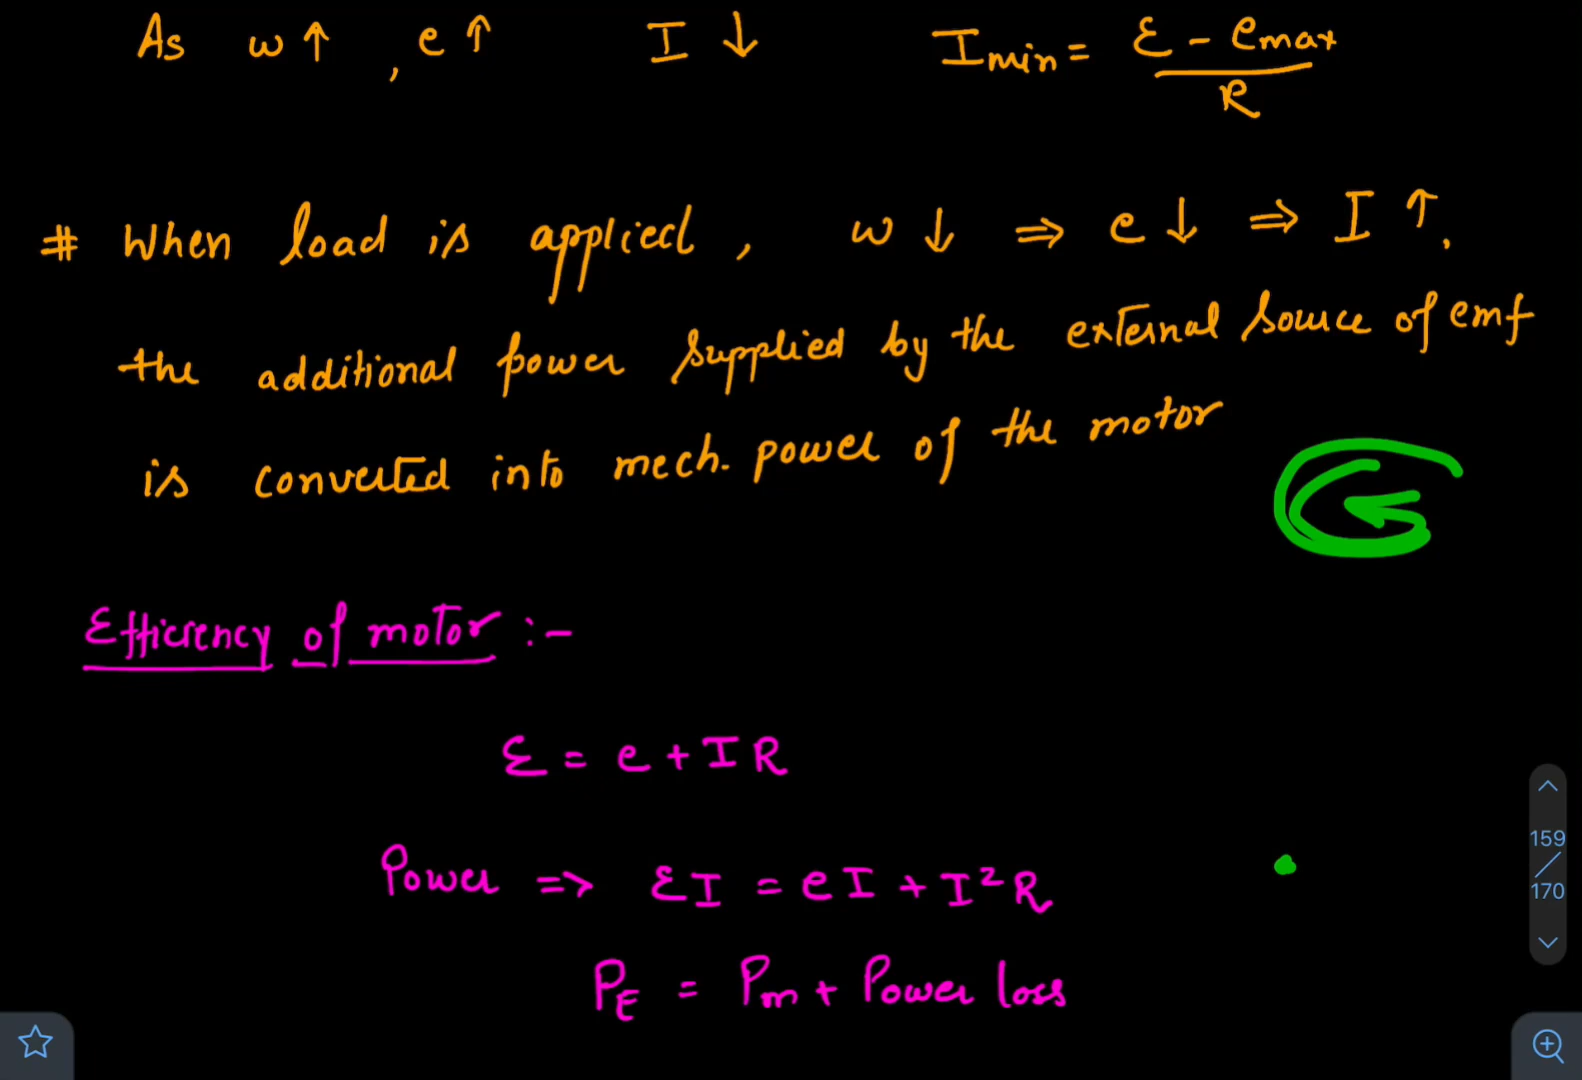 As ω↑, e↑ I↓ Imin = ε - emax / R
# When load is applied, ω↓ ⇒ e↓ ⇒ I↑.
the additional power supplied by the external source of emf
is converted into mech. power of the motor
Efficiency of motor :-
ε = e + IR
Power => εI = eI + I²R
PE = Pm + Power loss
159
/
170